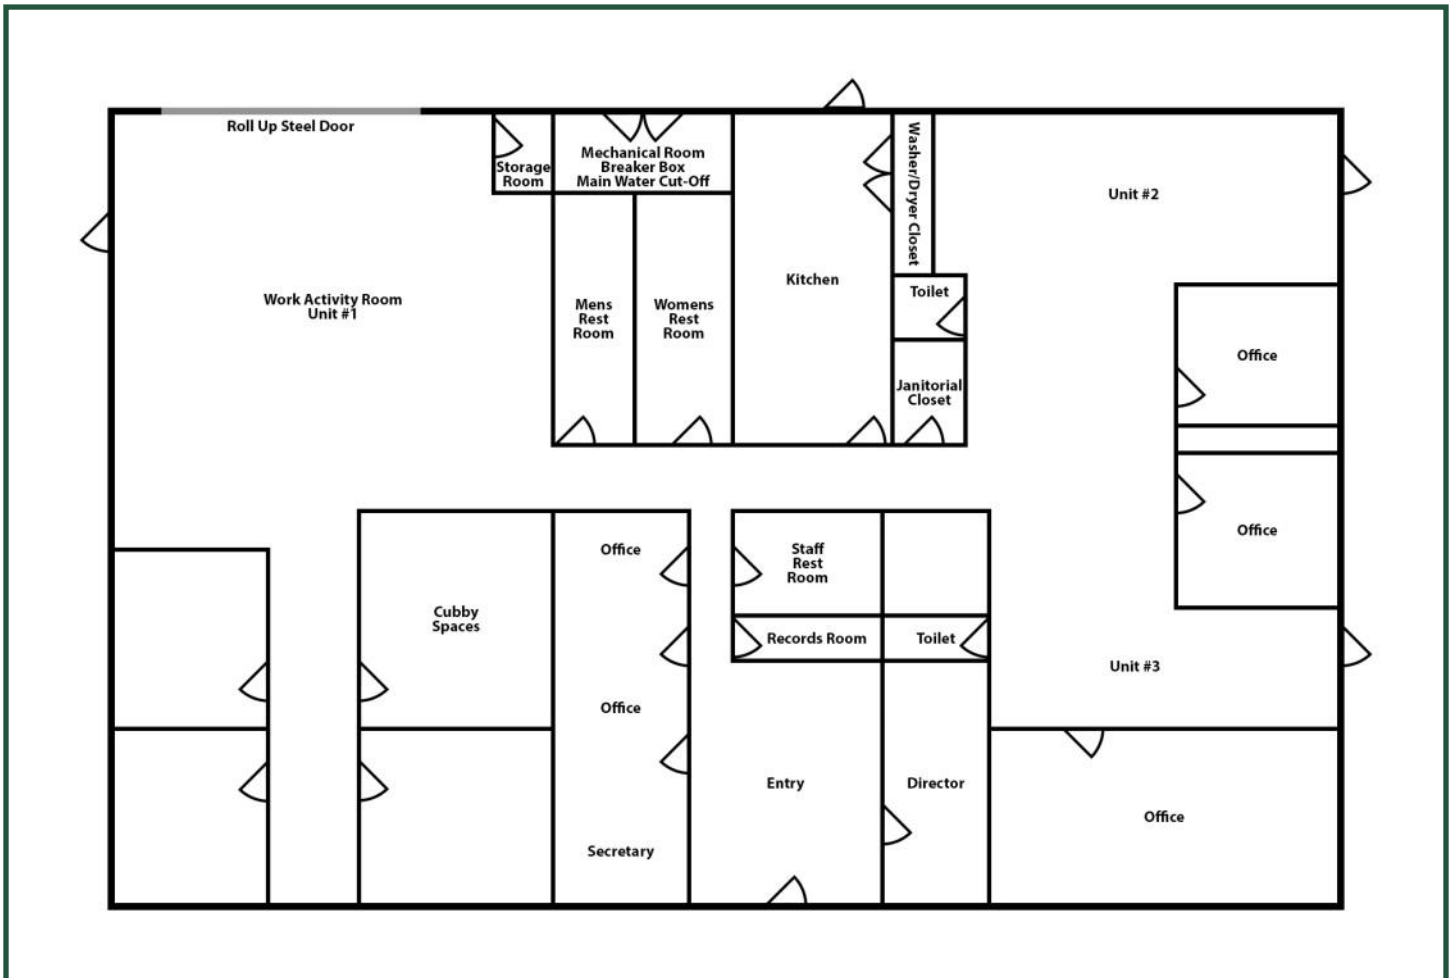 Roll Up Steel Door
Storage
Room
Mechanical Room
Breaker Box
Main Water Cut-Off
Washer/Dryer Closet
Unit #2
Work Activity Room
Unit #1
Mens
Rest
Room
Womens
Rest
Room
Kitchen
Toilet
Janitorial
Closet
Office
Office
Office
Staff
Rest
Room
Cubby
Spaces
Records Room
Toilet
Unit #3
Office
Entry
Director
Office
Secretary